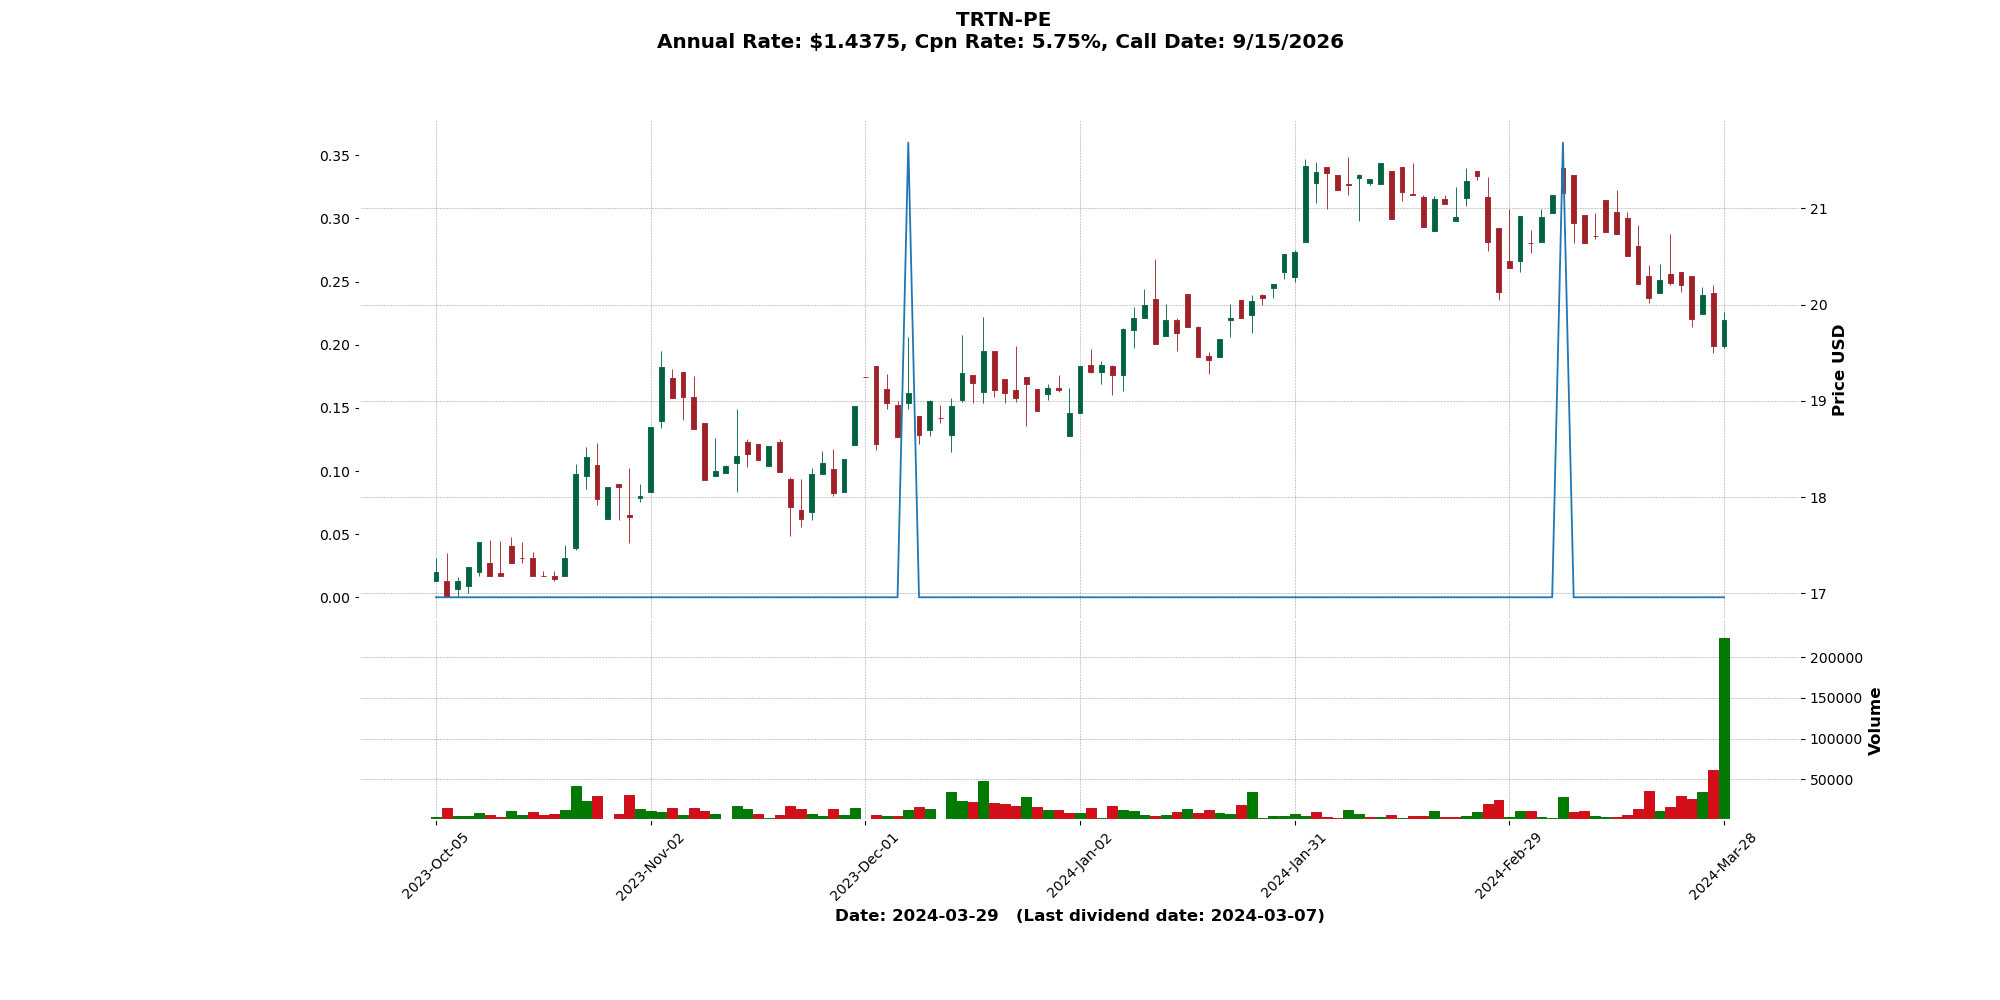 TRTN-PE
Annual Rate: $1.4375, Cpn Rate: 5.75%, Call Date: 9/15/2026
0.35
0.30
0.25
0.20
0.15
0.10
0.05
0.00
21
20
19
18
17
Price USD
200000
150000
100000
50000
Volume
2023-Oct-05
2023-Nov-02
2023-Dec-01
2024-Jan-02
2024-Jan-31
2024-Feb-29
2024-Mar-28
Date: 2024-03-29   (Last dividend date: 2024-03-07)